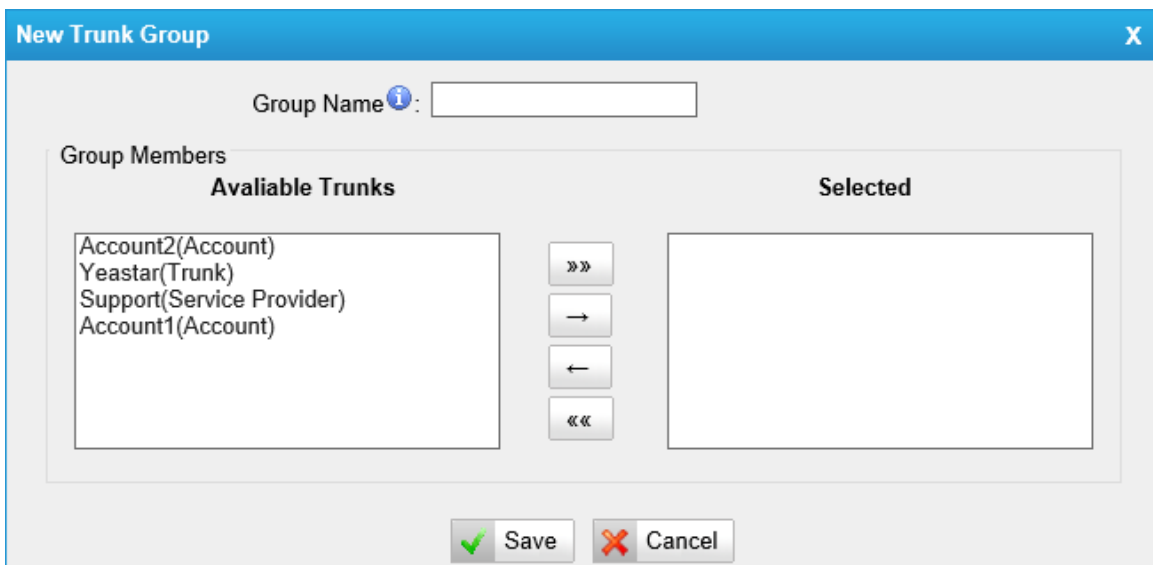 New Trunk Group X
Group Name i :
Group Members
Avaliable Trunks Selected
Account2(Account)
Yeastar(Trunk)
Support(Service Provider)
Account1(Account)
»»
→
←
««
Save Cancel